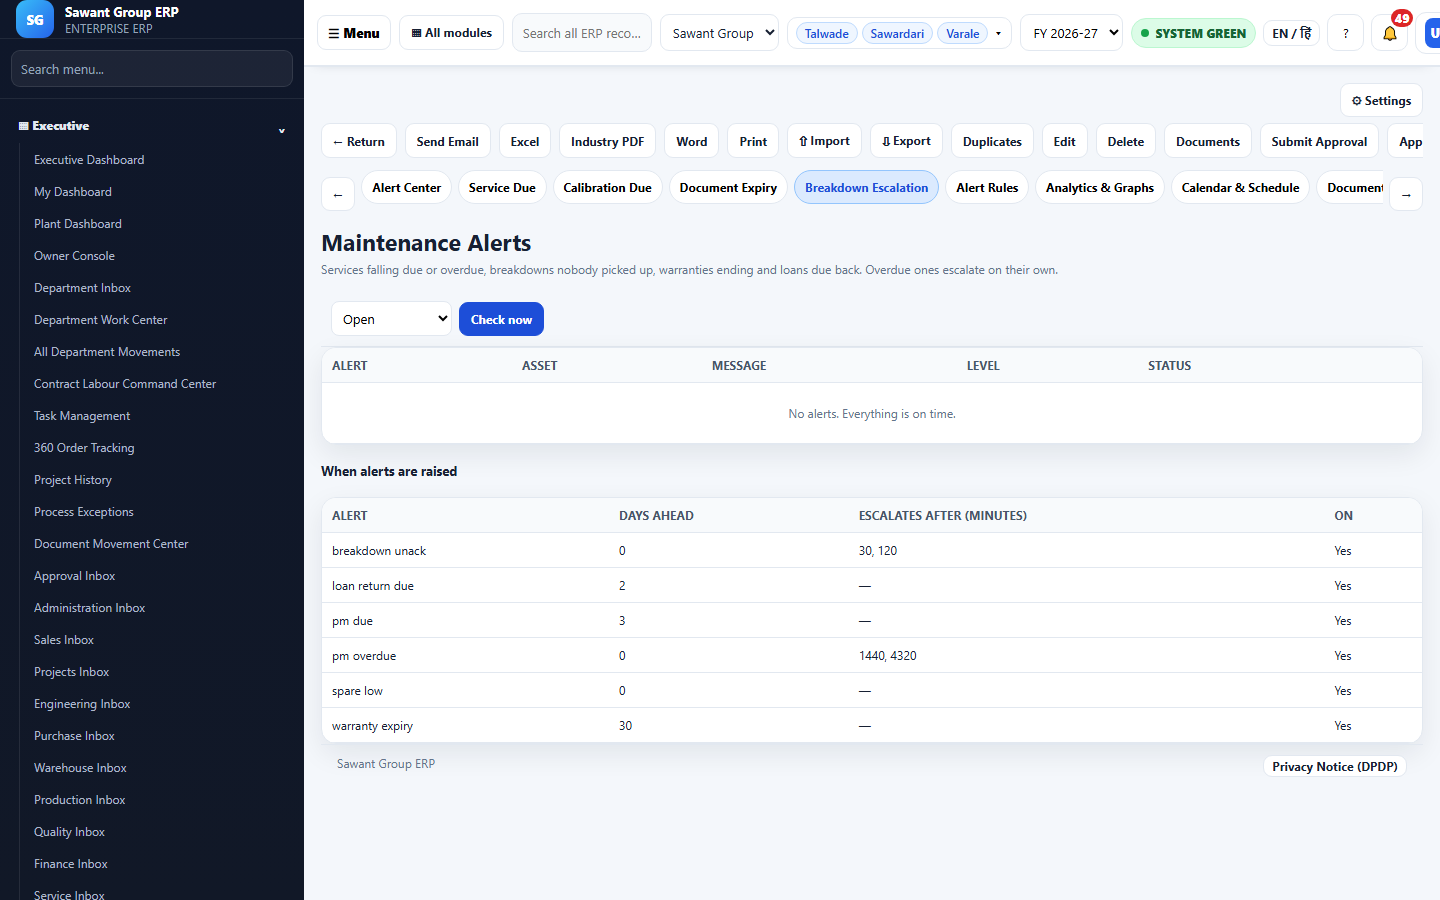 SG
Sawant Group ERP
ENTERPRISE ERP
☰ Menu
All modules
Search all ERP reco...
Sawant Group
Talwade
Sawardari
Varale
FY 2026-27
SYSTEM GREEN
EN / हिं
?
49
U
Search menu...
Executive
Executive Dashboard
My Dashboard
Plant Dashboard
Owner Console
Department Inbox
Department Work Center
All Department Movements
Contract Labour Command Center
Task Management
360 Order Tracking
Project History
Process Exceptions
Document Movement Center
Approval Inbox
Administration Inbox
Sales Inbox
Projects Inbox
Engineering Inbox
Purchase Inbox
Warehouse Inbox
Production Inbox
Quality Inbox
Finance Inbox
Service Inbox
⚙ Settings
← Return
Send Email
Excel
Industry PDF
Word
Print
⇧ Import
⇩ Export
Duplicates
Edit
Delete
Documents
Submit Approval
App
←
Alert Center
Service Due
Calibration Due
Document Expiry
Breakdown Escalation
Alert Rules
Analytics & Graphs
Calendar & Schedule
Document
→
Maintenance Alerts
Services falling due or overdue, breakdowns nobody picked up, warranties ending and loans due back. Overdue ones escalate on their own.
Open
Check now
ALERT ASSET MESSAGE LEVEL STATUS
No alerts. Everything is on time.
When alerts are raised
ALERT DAYS AHEAD ESCALATES AFTER (MINUTES) ON
breakdown unack 0 30, 120 Yes
loan return due 2 — Yes
pm due 3 — Yes
pm overdue 0 1440, 4320 Yes
spare low 0 — Yes
warranty expiry 30 — Yes
Sawant Group ERP
Privacy Notice (DPDP)